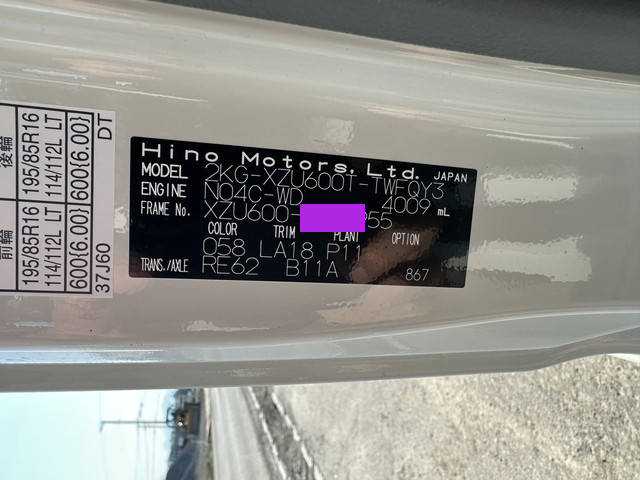 Hino Motors, Ltd. JAPAN
MODEL 2KG-XZU600T-TWFQY3
ENGINE N04C-WD 4009 mL
FRAME No. XZU600- 55
COLOR TRIM PLANT OPTION
058 LA18 P11
TRANS./AXLE RE62 B11A 867
前輪 後輪
195/85R16 195/85R16
114/112L LT 114/112L LT
600{6.00} 600{6.00}
37J60 DT